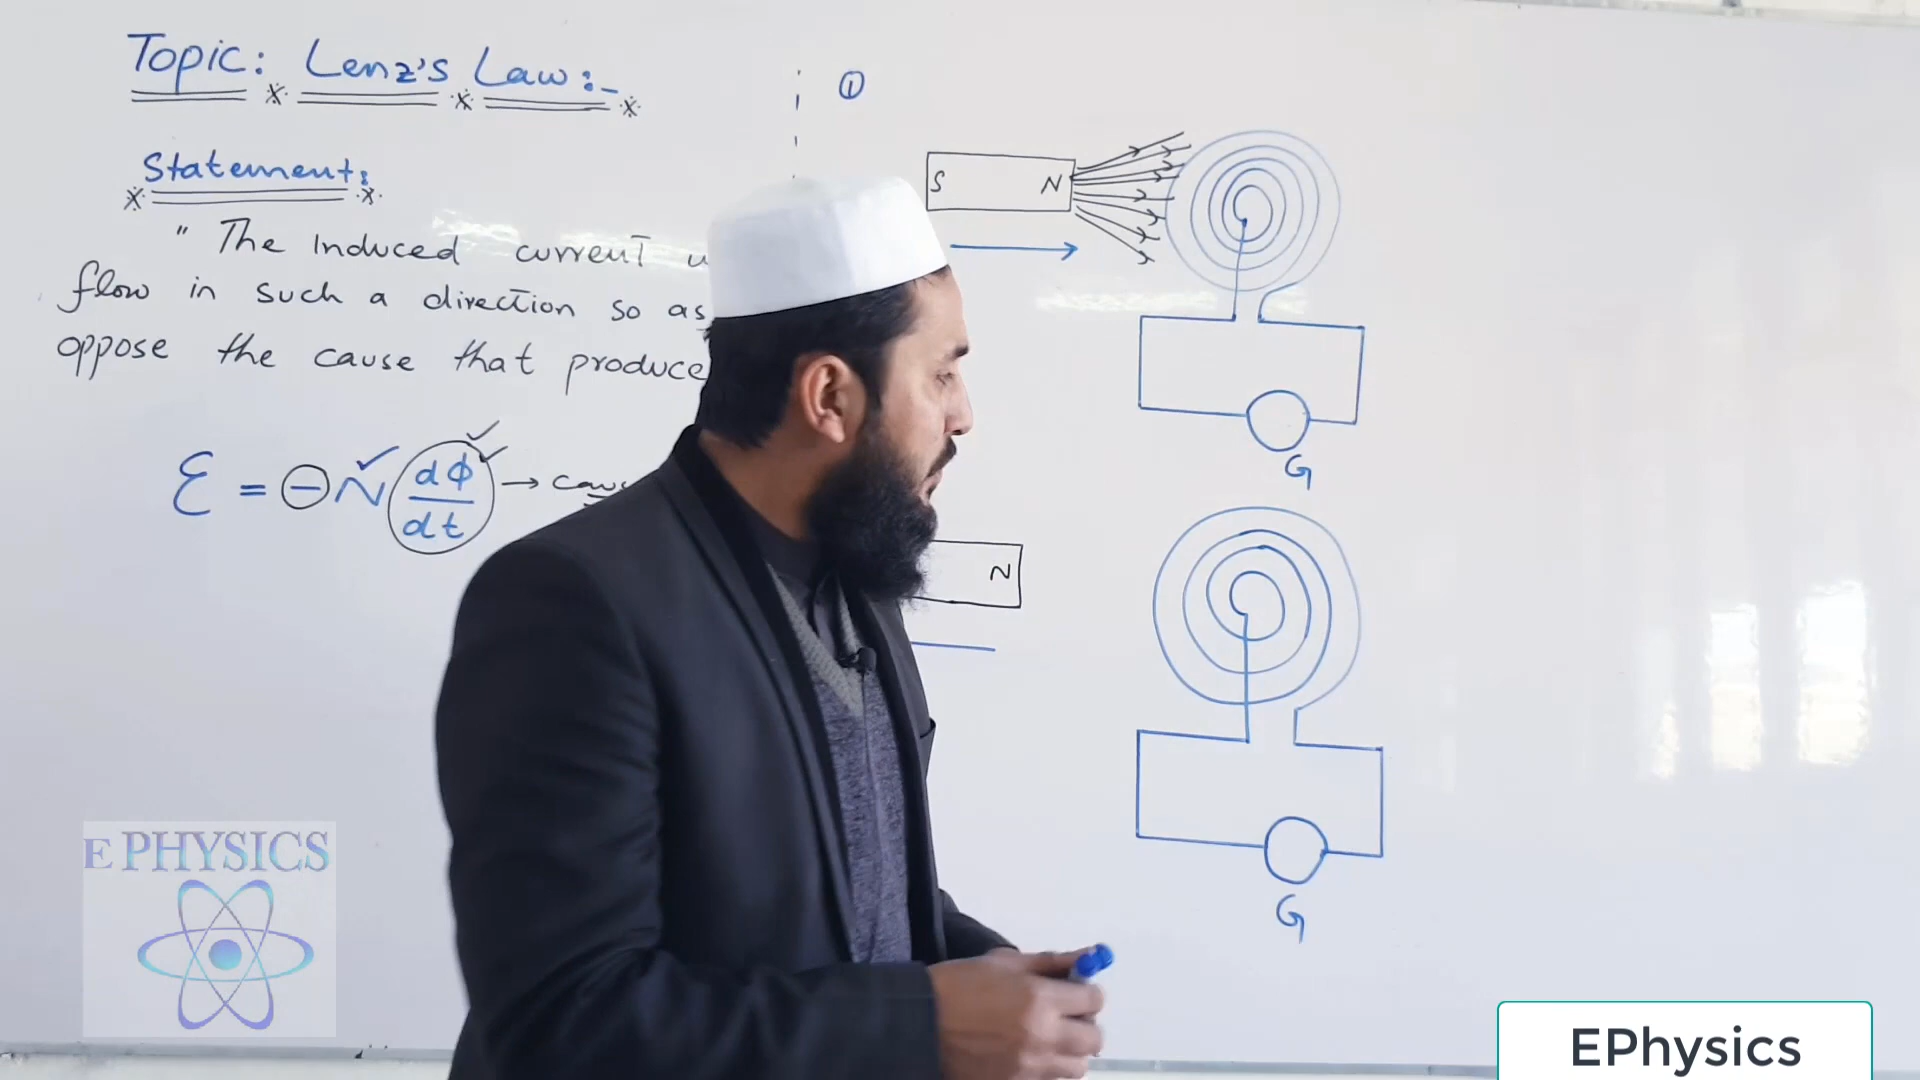 Topic: Lenz's Law:-
Statement:
" The Induced current
flow in such a direction so as
oppose the cause that produce
ε = - N dΦ/dt →
①
S N
G
N
G
E PHYSICS
EPhysics